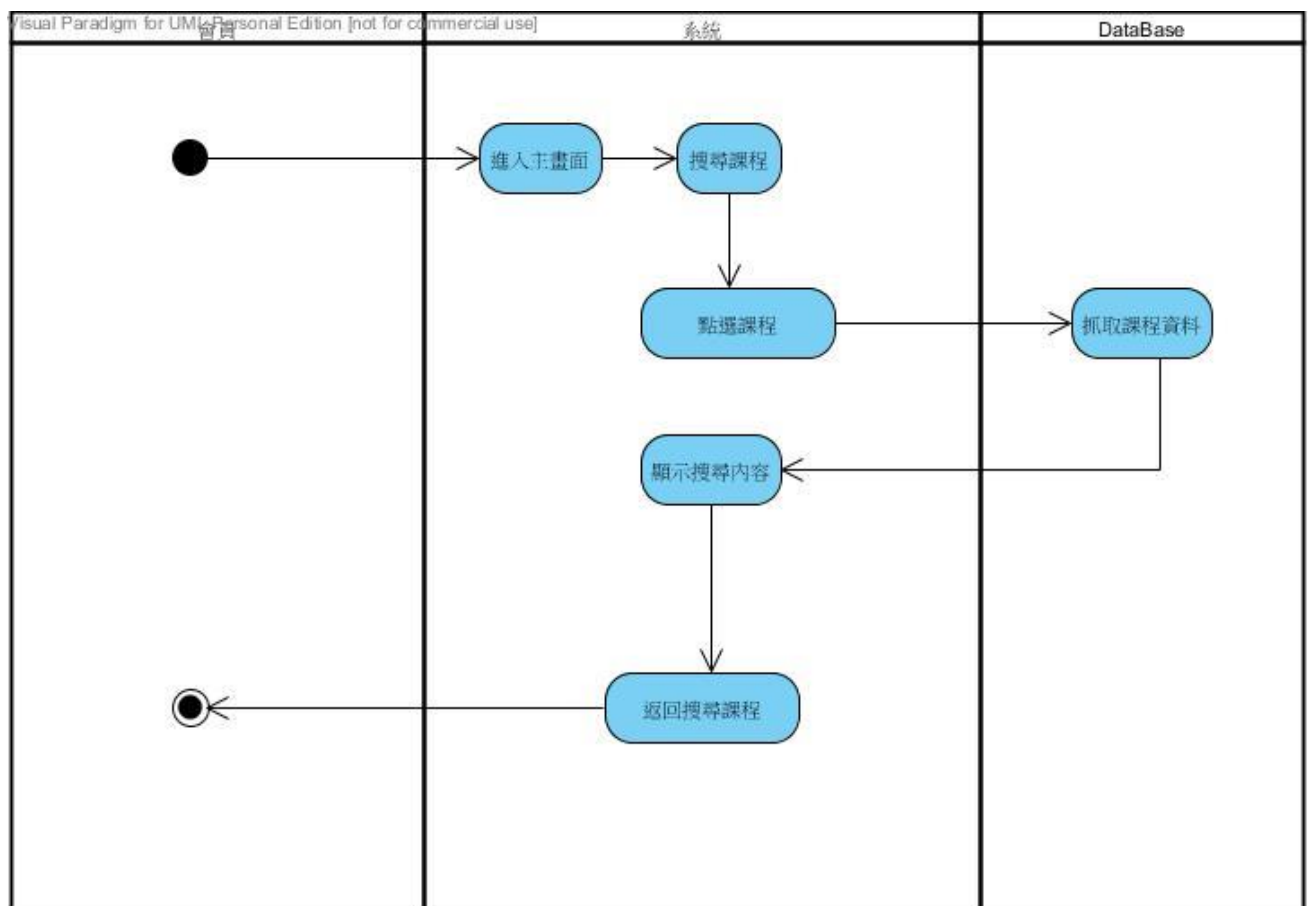 Visual Paradigm for UML Personal Edition [not for commercial use]
會員
系統
DataBase
進入主畫面
搜尋課程
點選課程
抓取課程資料
顯示搜尋內容
返回搜尋課程